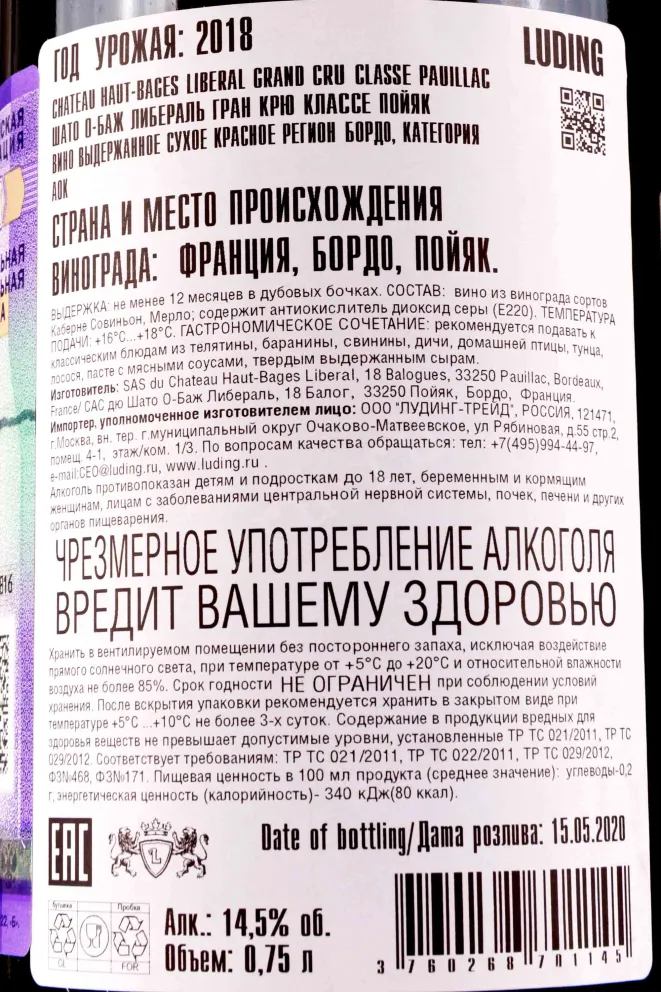 ГОД УРОЖАЯ: 2018
LUDING
CHATEAU HAUT-BAGES LIBERAL GRAND CRU CLASSE PAUILLAC
ШАТО О-БАЖ ЛИБЕРАЛЬ ГРАН КРЮ КЛАССЕ ПОЙЯК
ВИНО ВЫДЕРЖАННОЕ СУХОЕ КРАСНОЕ РЕГИОН БОРДО, КАТЕГОРИЯ
АОК
СТРАНА И МЕСТО ПРОИСХОЖДЕНИЯ
ВИНОГРАДА: ФРАНЦИЯ, БОРДО, ПОЙЯК.
ВЫДЕРЖКА: не менее 12 месяцев в дубовых бочках. СОСТАВ: вино из винограда сортов
Каберне Совиньон, Мерло; содержит антиокислитель диоксид серы (Е220). ТЕМПЕРАТУРА
ПОДАЧИ: +16°С...+18°С. ГАСТРОНОМИЧЕСКОЕ СОЧЕТАНИЕ: рекомендуется подавать к
классическим блюдам из телятины, баранины, свинины, дичи, домашней птицы, тунца,
лосося, пасте с мясными соусами, твердым выдержанным сырам.
Изготовитель: SAS du Chateau Haut-Bages Liberal, 18 Balogues, 33250 Pauillac, Bordeaux,
France/ САС дю Шато О-Баж Либераль, 18 Балог, 33250 Пойяк, Бордо, Франция.
Импортер, уполномоченное изготовителем лицо: ООО "ЛУДИНГ-ТРЕЙД", РОССИЯ, 121471,
г.Москва, вн. тер. г.муниципальный округ Очаково-Матвеевское, ул Рябиновая, д.55 стр.2,
помещ. 4-1, этаж/ком. 1/3. По вопросам качества обращаться: тел: +7(495)994-44-97,
e-mail:CEO@luding.ru, www.luding.ru .
Алкоголь противопоказан детям и подросткам до 18 лет, беременным и кормящим
женщинам, лицам с заболеваниями центральной нервной системы, почек, печени и других
органов пищеварения.
ЧРЕЗМЕРНОЕ УПОТРЕБЛЕНИЕ АЛКОГОЛЯ
ВРЕДИТ ВАШЕМУ ЗДОРОВЬЮ
Хранить в вентилируемом помещении без постороннего запаха, исключая воздействие
прямого солнечного света, при температуре от +5°С до +20°С и относительной влажности
воздуха не более 85%. Срок годности НЕ ОГРАНИЧЕН при соблюдении условий
хранения. После вскрытия упаковки рекомендуется хранить в закрытом виде при
температуре +5°С ...+10°С не более 3-х суток. Содержание в продукции вредных для
здоровья веществ не превышает допустимые уровни, установленные ТР ТС 021/2011, ТР ТС
029/2012. Соответствует требованиям: ТР ТС 021/2011, ТР ТС 022/2011, ТР ТС 029/2012,
ФЗ№468, ФЗ№171. Пищевая ценность в 100 мл продукта (среднее значение): углеводы-0,2
г, энергетическая ценность (калорийность)- 340 кДж(80 ккал).
EAC
L
Date of bottling/Дата розлива: 15.05.2020
Бутылка
Пробка
GL
FOR
Алк.: 14,5% об.
Объем: 0,75 л
3 760268 701145
816